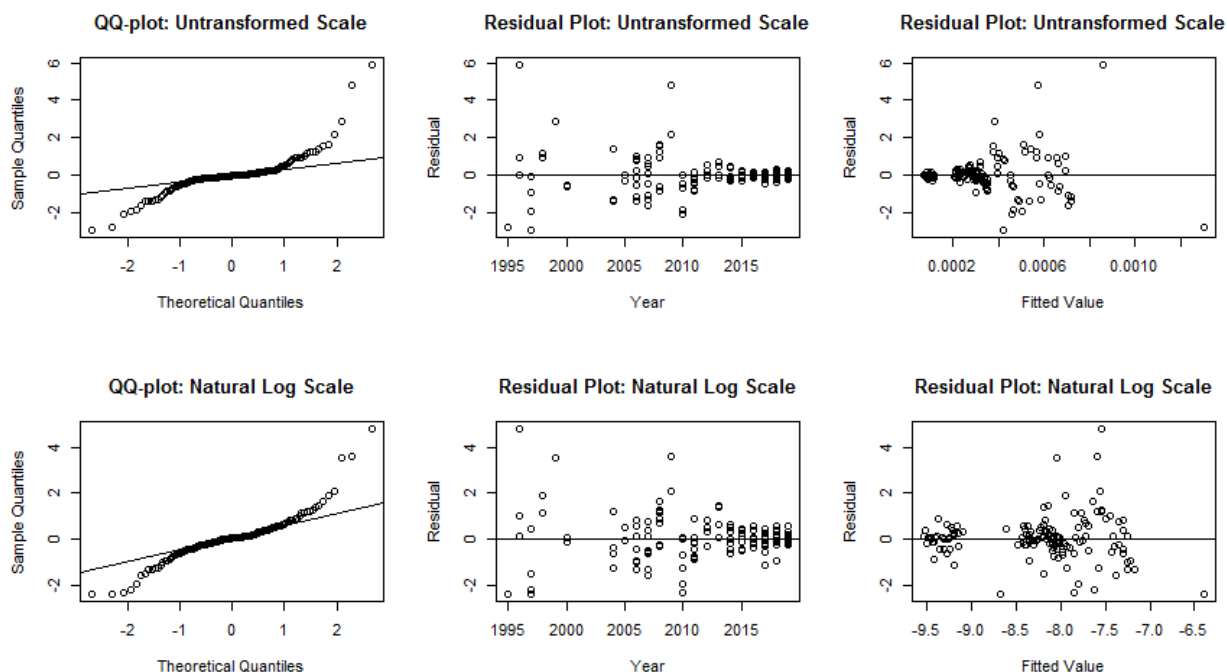 QQ-plot: Untransformed Scale
Sample Quantiles
6
4
2
0
-2
-2 -1 0 1 2
Theoretical Quantiles
Residual Plot: Untransformed Scale
Residual
6
4
2
0
-2
1995 2000 2005 2010 2015
Year
Residual Plot: Untransformed Scale
Residual
6
4
2
0
-2
0.0002 0.0006 0.0010
Fitted Value
QQ-plot: Natural Log Scale
Sample Quantiles
4
2
0
-2
-2 -1 0 1 2
Theoretical Quantiles
Residual Plot: Natural Log Scale
Residual
4
2
0
-2
1995 2000 2005 2010 2015
Year
Residual Plot: Natural Log Scale
Residual
4
2
0
-2
-9.5 -9.0 -8.5 -8.0 -7.5 -7.0 -6.5
Fitted Value